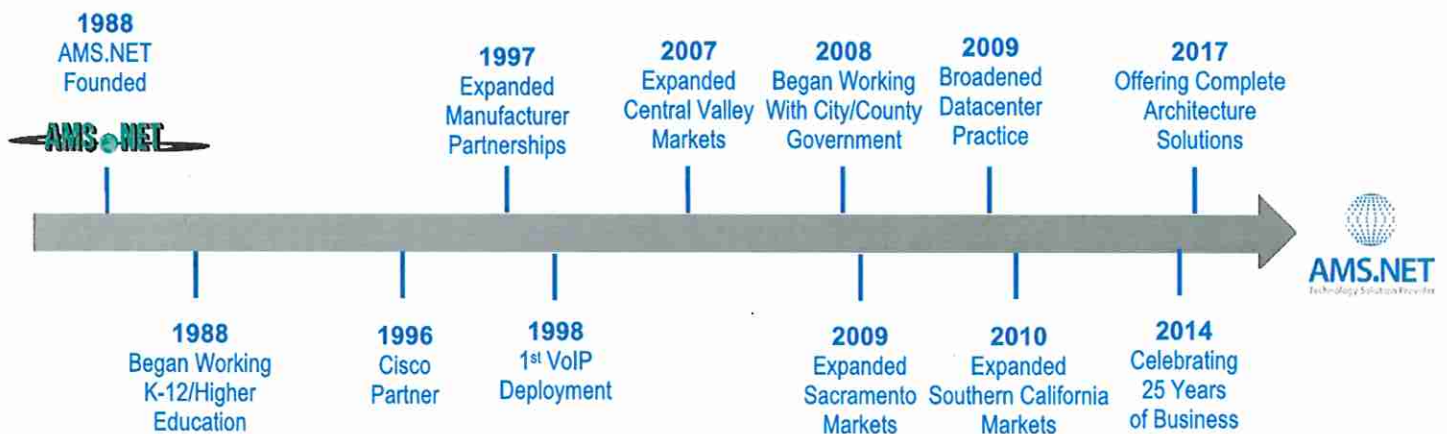 1988
AMS.NET
Founded
AMS.NET
1997
Expanded
Manufacturer
Partnerships
2007
Expanded
Central Valley
Markets
2008
Began Working
With City/County
Government
2009
Broadened
Datacenter
Practice
2017
Offering Complete
Architecture
Solutions
AMS.NET
Technology Solution Provider
1988
Began Working
K-12/Higher
Education
1996
Cisco
Partner
1998
1st VoIP
Deployment
2009
Expanded
Sacramento
Markets
2010
Expanded
Southern California
Markets
2014
Celebrating
25 Years
of Business